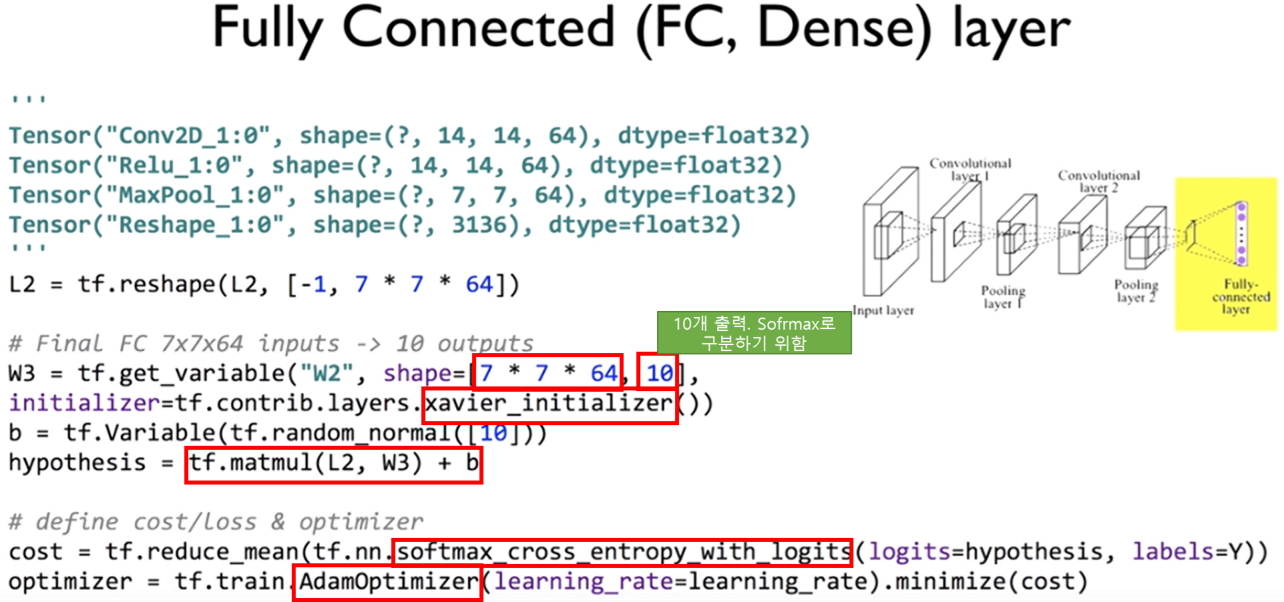 Fully Connected (FC, Dense) layer
'''
Tensor("Conv2D_1:0", shape=(?, 14, 14, 64), dtype=float32)
Tensor("Relu_1:0", shape=(?, 14, 14, 64), dtype=float32)
Tensor("MaxPool_1:0", shape=(?, 7, 7, 64), dtype=float32)
Tensor("Reshape_1:0", shape=(?, 3136), dtype=float32)
'''
L2 = tf.reshape(L2, [-1, 7 * 7 * 64])
Input layer
Convolutional
layer 1
Pooling
layer 1
Convolutional
layer 2
Pooling
layer 2
Fully-
connected
layer
10개 출력. Sofrmax로
구분하기 위함
# Final FC 7x7x64 inputs -> 10 outputs
W3 = tf.get_variable("W2", shape=[7 * 7 * 64, 10],
initializer=tf.contrib.layers.xavier_initializer())
b = tf.Variable(tf.random_normal([10]))
hypothesis = tf.matmul(L2, W3) + b
# define cost/loss & optimizer
cost = tf.reduce_mean(tf.nn.softmax_cross_entropy_with_logits(logits=hypothesis, labels=Y))
optimizer = tf.train.AdamOptimizer(learning_rate=learning_rate).minimize(cost)